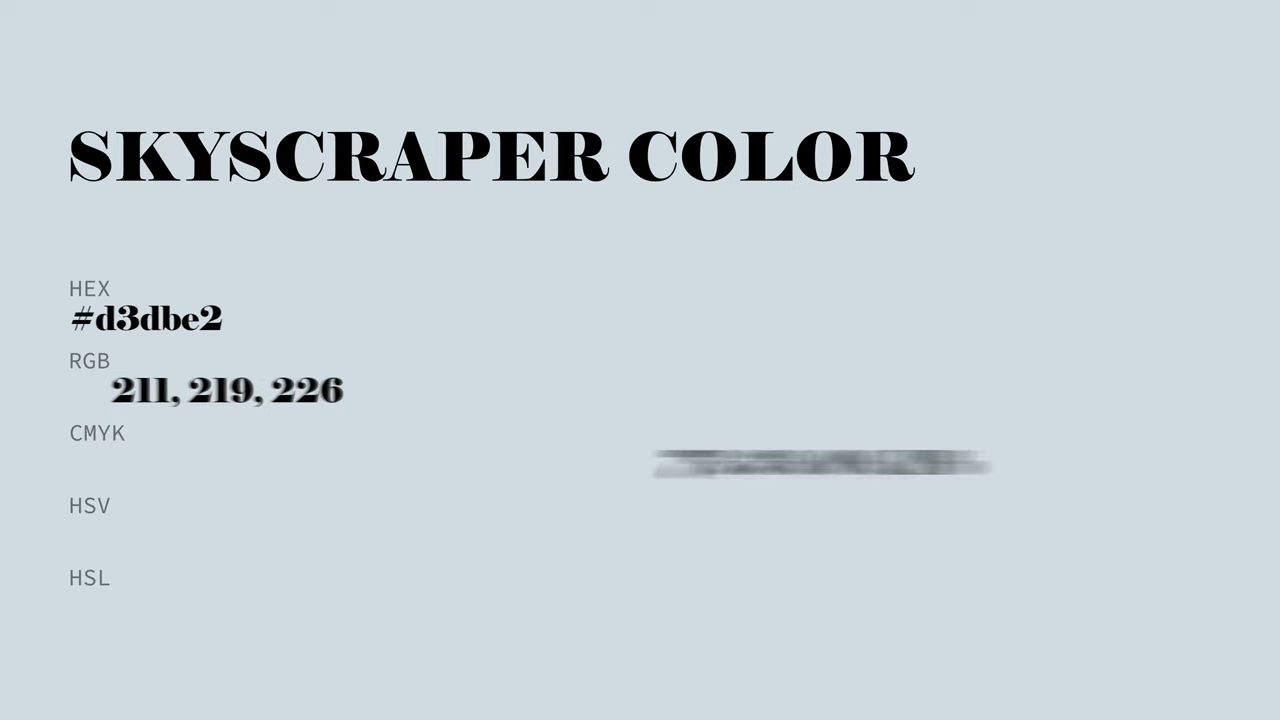 SKYSCRAPER COLOR
HEX
#d3dbe2
RGB
211, 219, 226
CMYK
HSV
HSL